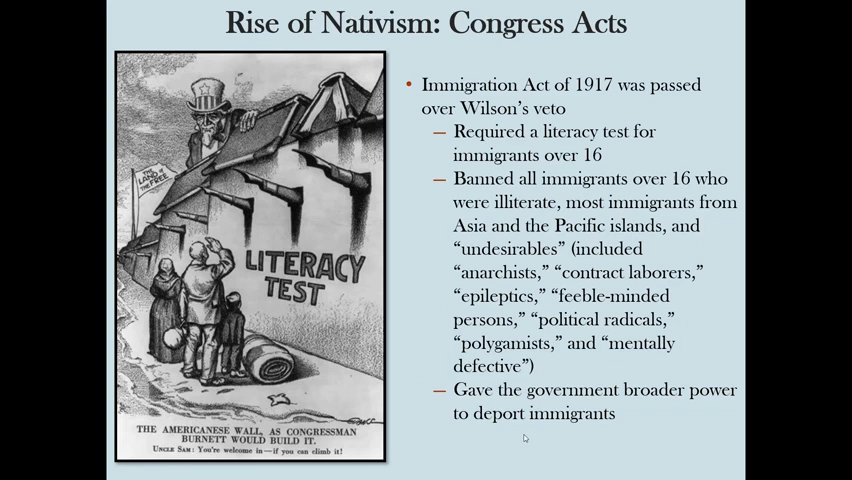 Rise of Nativism: Congress Acts
THE LAND of THE FREE
LITERACY
TEST
THE AMERICANESE WALL, AS CONGRESSMAN
BURNETT WOULD BUILD IT.
UNCLE SAM: You're welcome in—if you can climb it!
• Immigration Act of 1917 was passed
over Wilson's veto
— Required a literacy test for
immigrants over 16
— Banned all immigrants over 16 who
were illiterate, most immigrants from
Asia and the Pacific islands, and
“undesirables” (included
“anarchists,” “contract laborers,”
“epileptics,” “feeble-minded
persons,” “political radicals,”
“polygamists,” and “mentally
defective”)
— Gave the government broader power
to deport immigrants